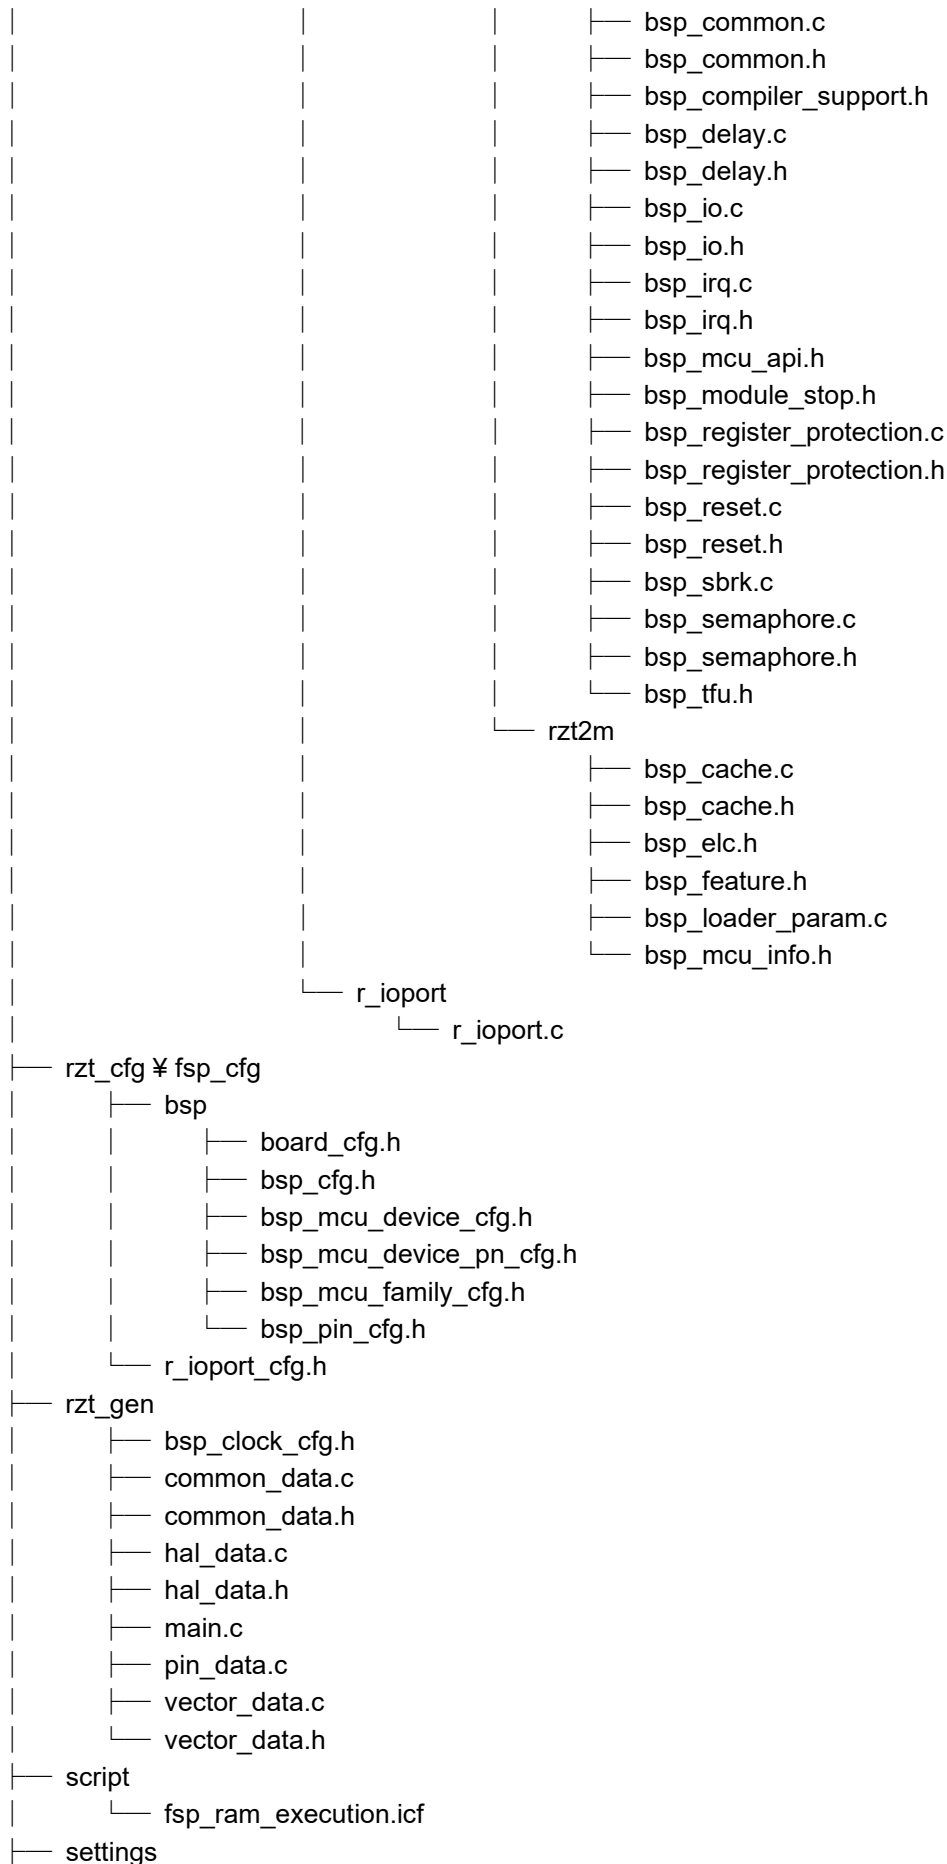 bsp_common.c
bsp_common.h
bsp_compiler_support.h
bsp_delay.c
bsp_delay.h
bsp_io.c
bsp_io.h
bsp_irq.c
bsp_irq.h
bsp_mcu_api.h
bsp_module_stop.h
bsp_register_protection.c
bsp_register_protection.h
bsp_reset.c
bsp_reset.h
bsp_sbrk.c
bsp_semaphore.c
bsp_semaphore.h
bsp_tfu.h
rzt2m
bsp_cache.c
bsp_cache.h
bsp_elc.h
bsp_feature.h
bsp_loader_param.c
bsp_mcu_info.h
r_ioport
r_ioport.c
rzt_cfg ¥ fsp_cfg
bsp
board_cfg.h
bsp_cfg.h
bsp_mcu_device_cfg.h
bsp_mcu_device_pn_cfg.h
bsp_mcu_family_cfg.h
bsp_pin_cfg.h
r_ioport_cfg.h
rzt_gen
bsp_clock_cfg.h
common_data.c
common_data.h
hal_data.c
hal_data.h
main.c
pin_data.c
vector_data.c
vector_data.h
script
fsp_ram_execution.icf
settings